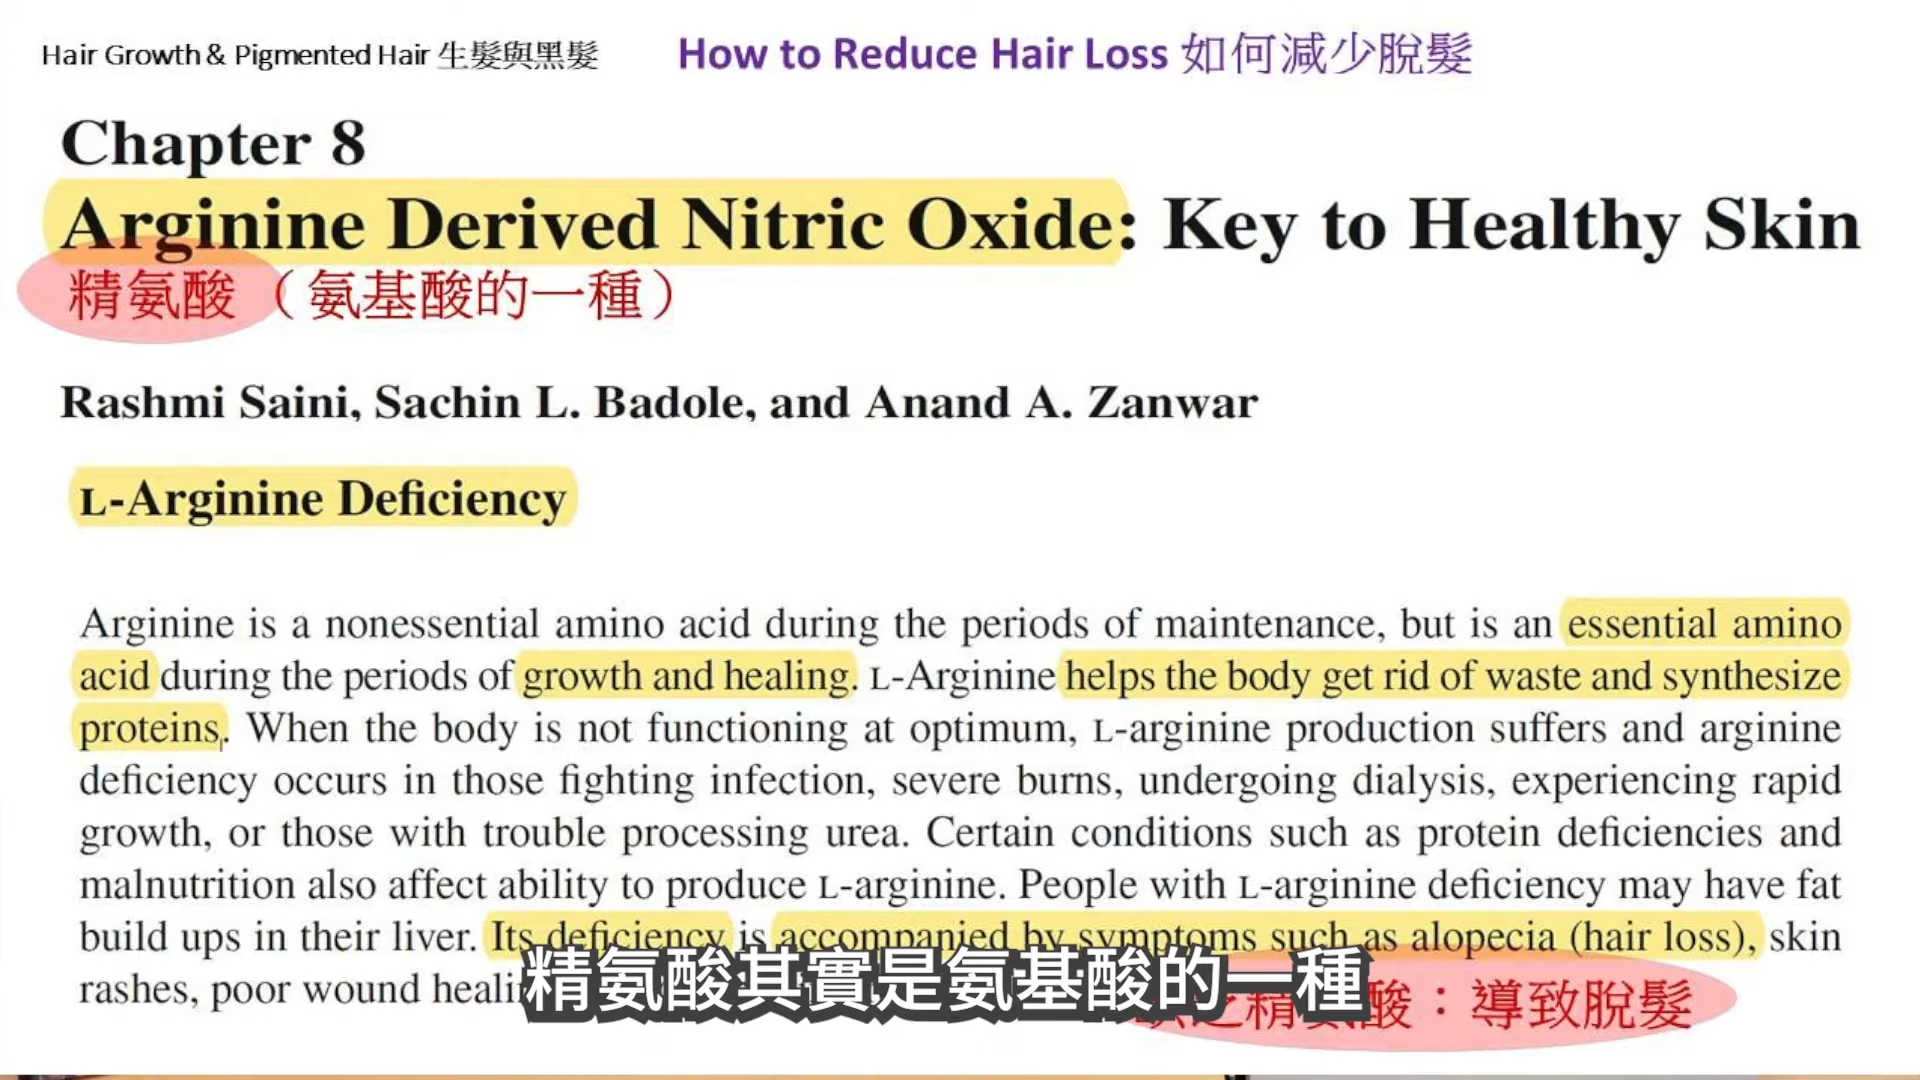 Hair Growth & Pigmented Hair 生髮與黑髮
How to Reduce Hair Loss 如何減少脫髮
Chapter 8
Arginine Derived Nitric Oxide: Key to Healthy Skin
精氨酸（氨基酸的一種）
Rashmi Saini, Sachin L. Badole, and Anand A. Zanwar
L-Arginine Deficiency
Arginine is a nonessential amino acid during the periods of maintenance, but is an essential amino
acid during the periods of growth and healing. L-Arginine helps the body get rid of waste and synthesize
proteins. When the body is not functioning at optimum, L-arginine production suffers and arginine
deficiency occurs in those fighting infection, severe burns, undergoing dialysis, experiencing rapid
growth, or those with trouble processing urea. Certain conditions such as protein deficiencies and
malnutrition also affect ability to produce L-arginine. People with L-arginine deficiency may have fat
build ups in their liver. Its deficiency is accompanied by symptoms such as alopecia (hair loss), skin
rashes, poor wound
精氨酸其實是氨基酸的一種
酸：導致脫髮